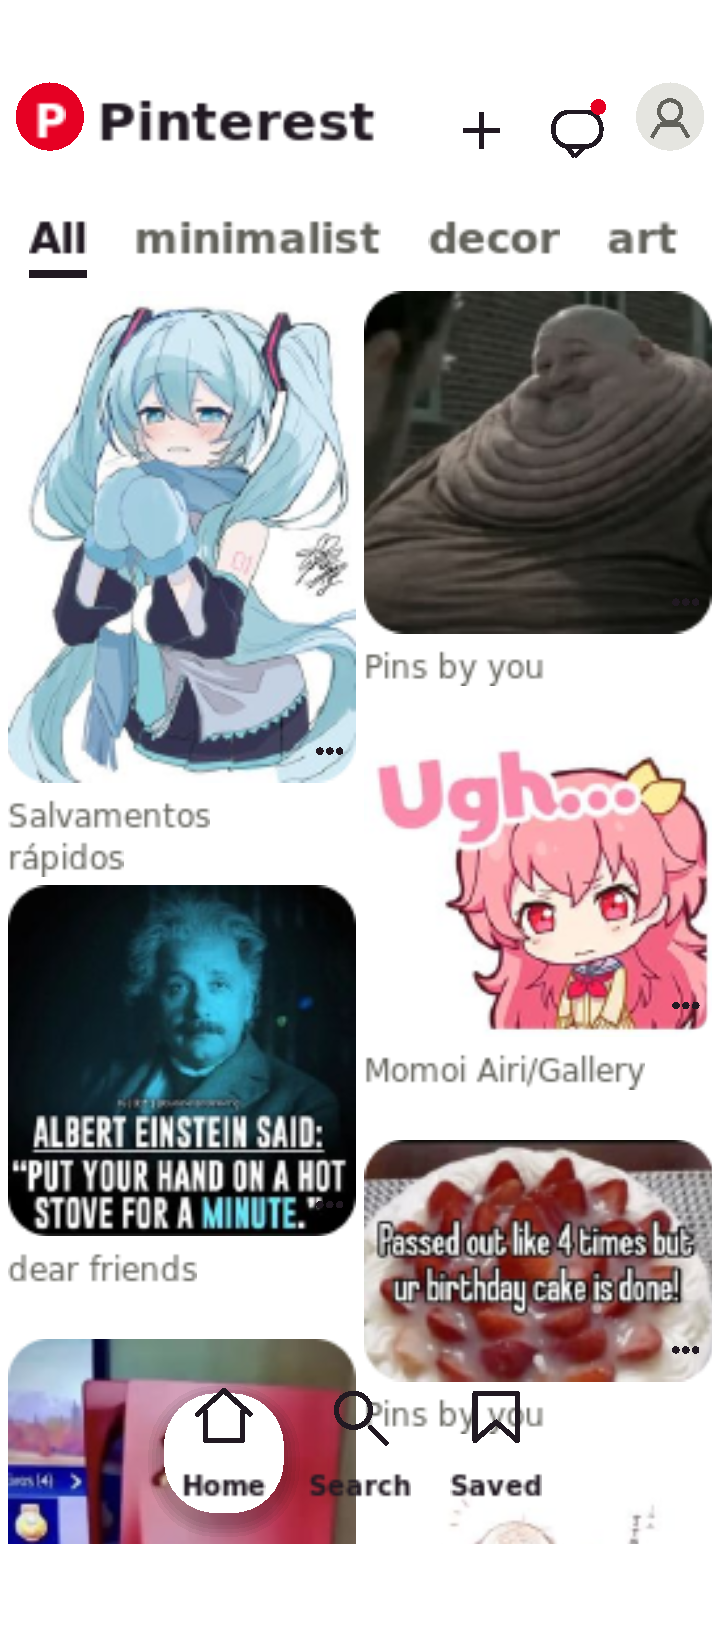 P Pinterest
All minimalist decor art
01
Pins by you
Salvamentos
rápidos
Ugh...
Momoi Airi/Gallery
ALBERT EINSTEIN SAID:
“PUT YOUR HAND ON A HOT
STOVE FOR A MINUTE.”
dear friends
Passed out like 4 times but
ur birthday cake is done!
Pins by you
(4)
Home Search Saved